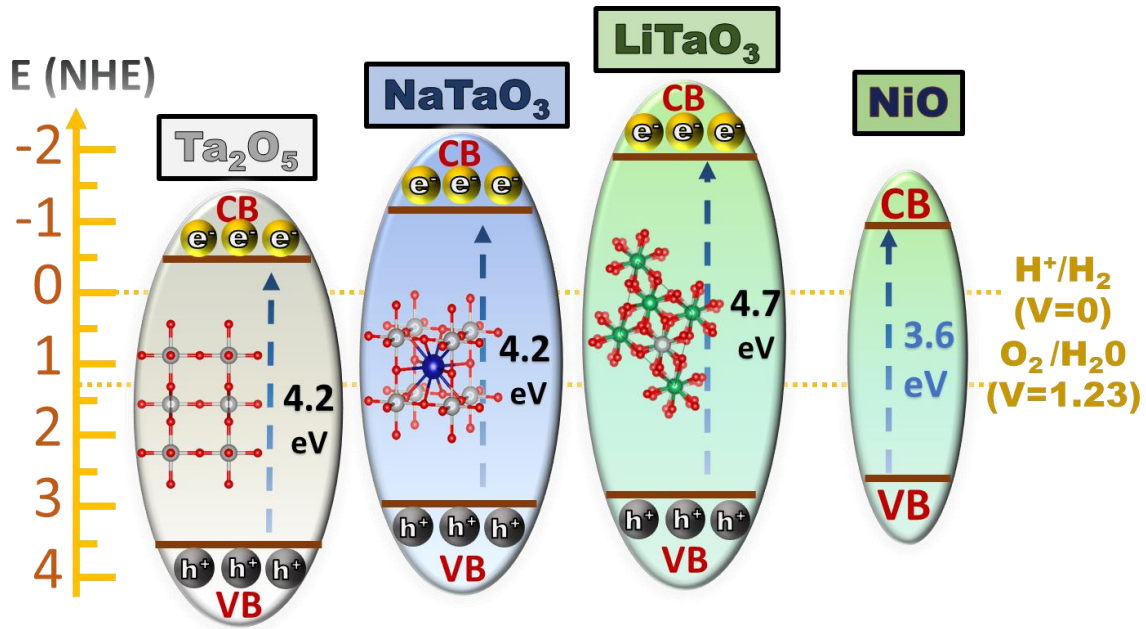 E (NHE)
-2
-1
0
1
2
3
4
Ta₂O₅
CB
e⁻ e⁻ e⁻
4.2
eV
h⁺ h⁺ h⁺
VB
NaTaO₃
CB
e⁻ e⁻ e⁻
4.2
eV
h⁺ h⁺ h⁺
VB
LiTaO₃
CB
e⁻ e⁻ e⁻
4.7
eV
h⁺ h⁺ h⁺
VB
NiO
CB
3.6
eV
VB
H⁺/H₂
(V=0)
O₂/H₂0
(V=1.23)